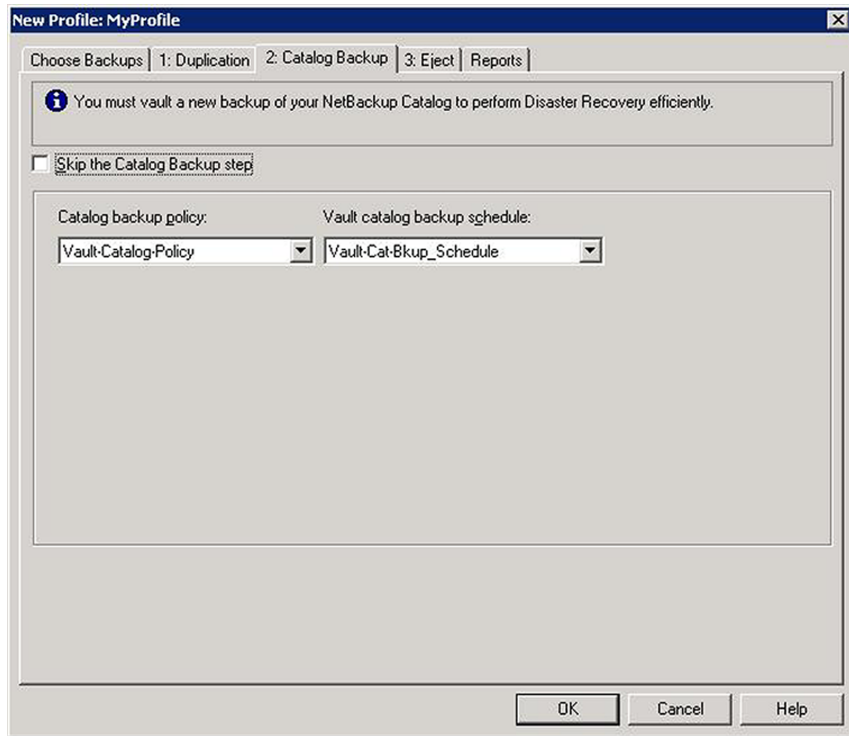 New Profile: MyProfile
Choose Backups 1: Duplication 2: Catalog Backup 3: Eject Reports
You must vault a new backup of your NetBackup Catalog to perform Disaster Recovery efficiently.
Skip the Catalog Backup step
Catalog backup policy: Vault catalog backup schedule:
Vault-Catalog-Policy Vault-Cat-Bkup_Schedule
OK Cancel Help